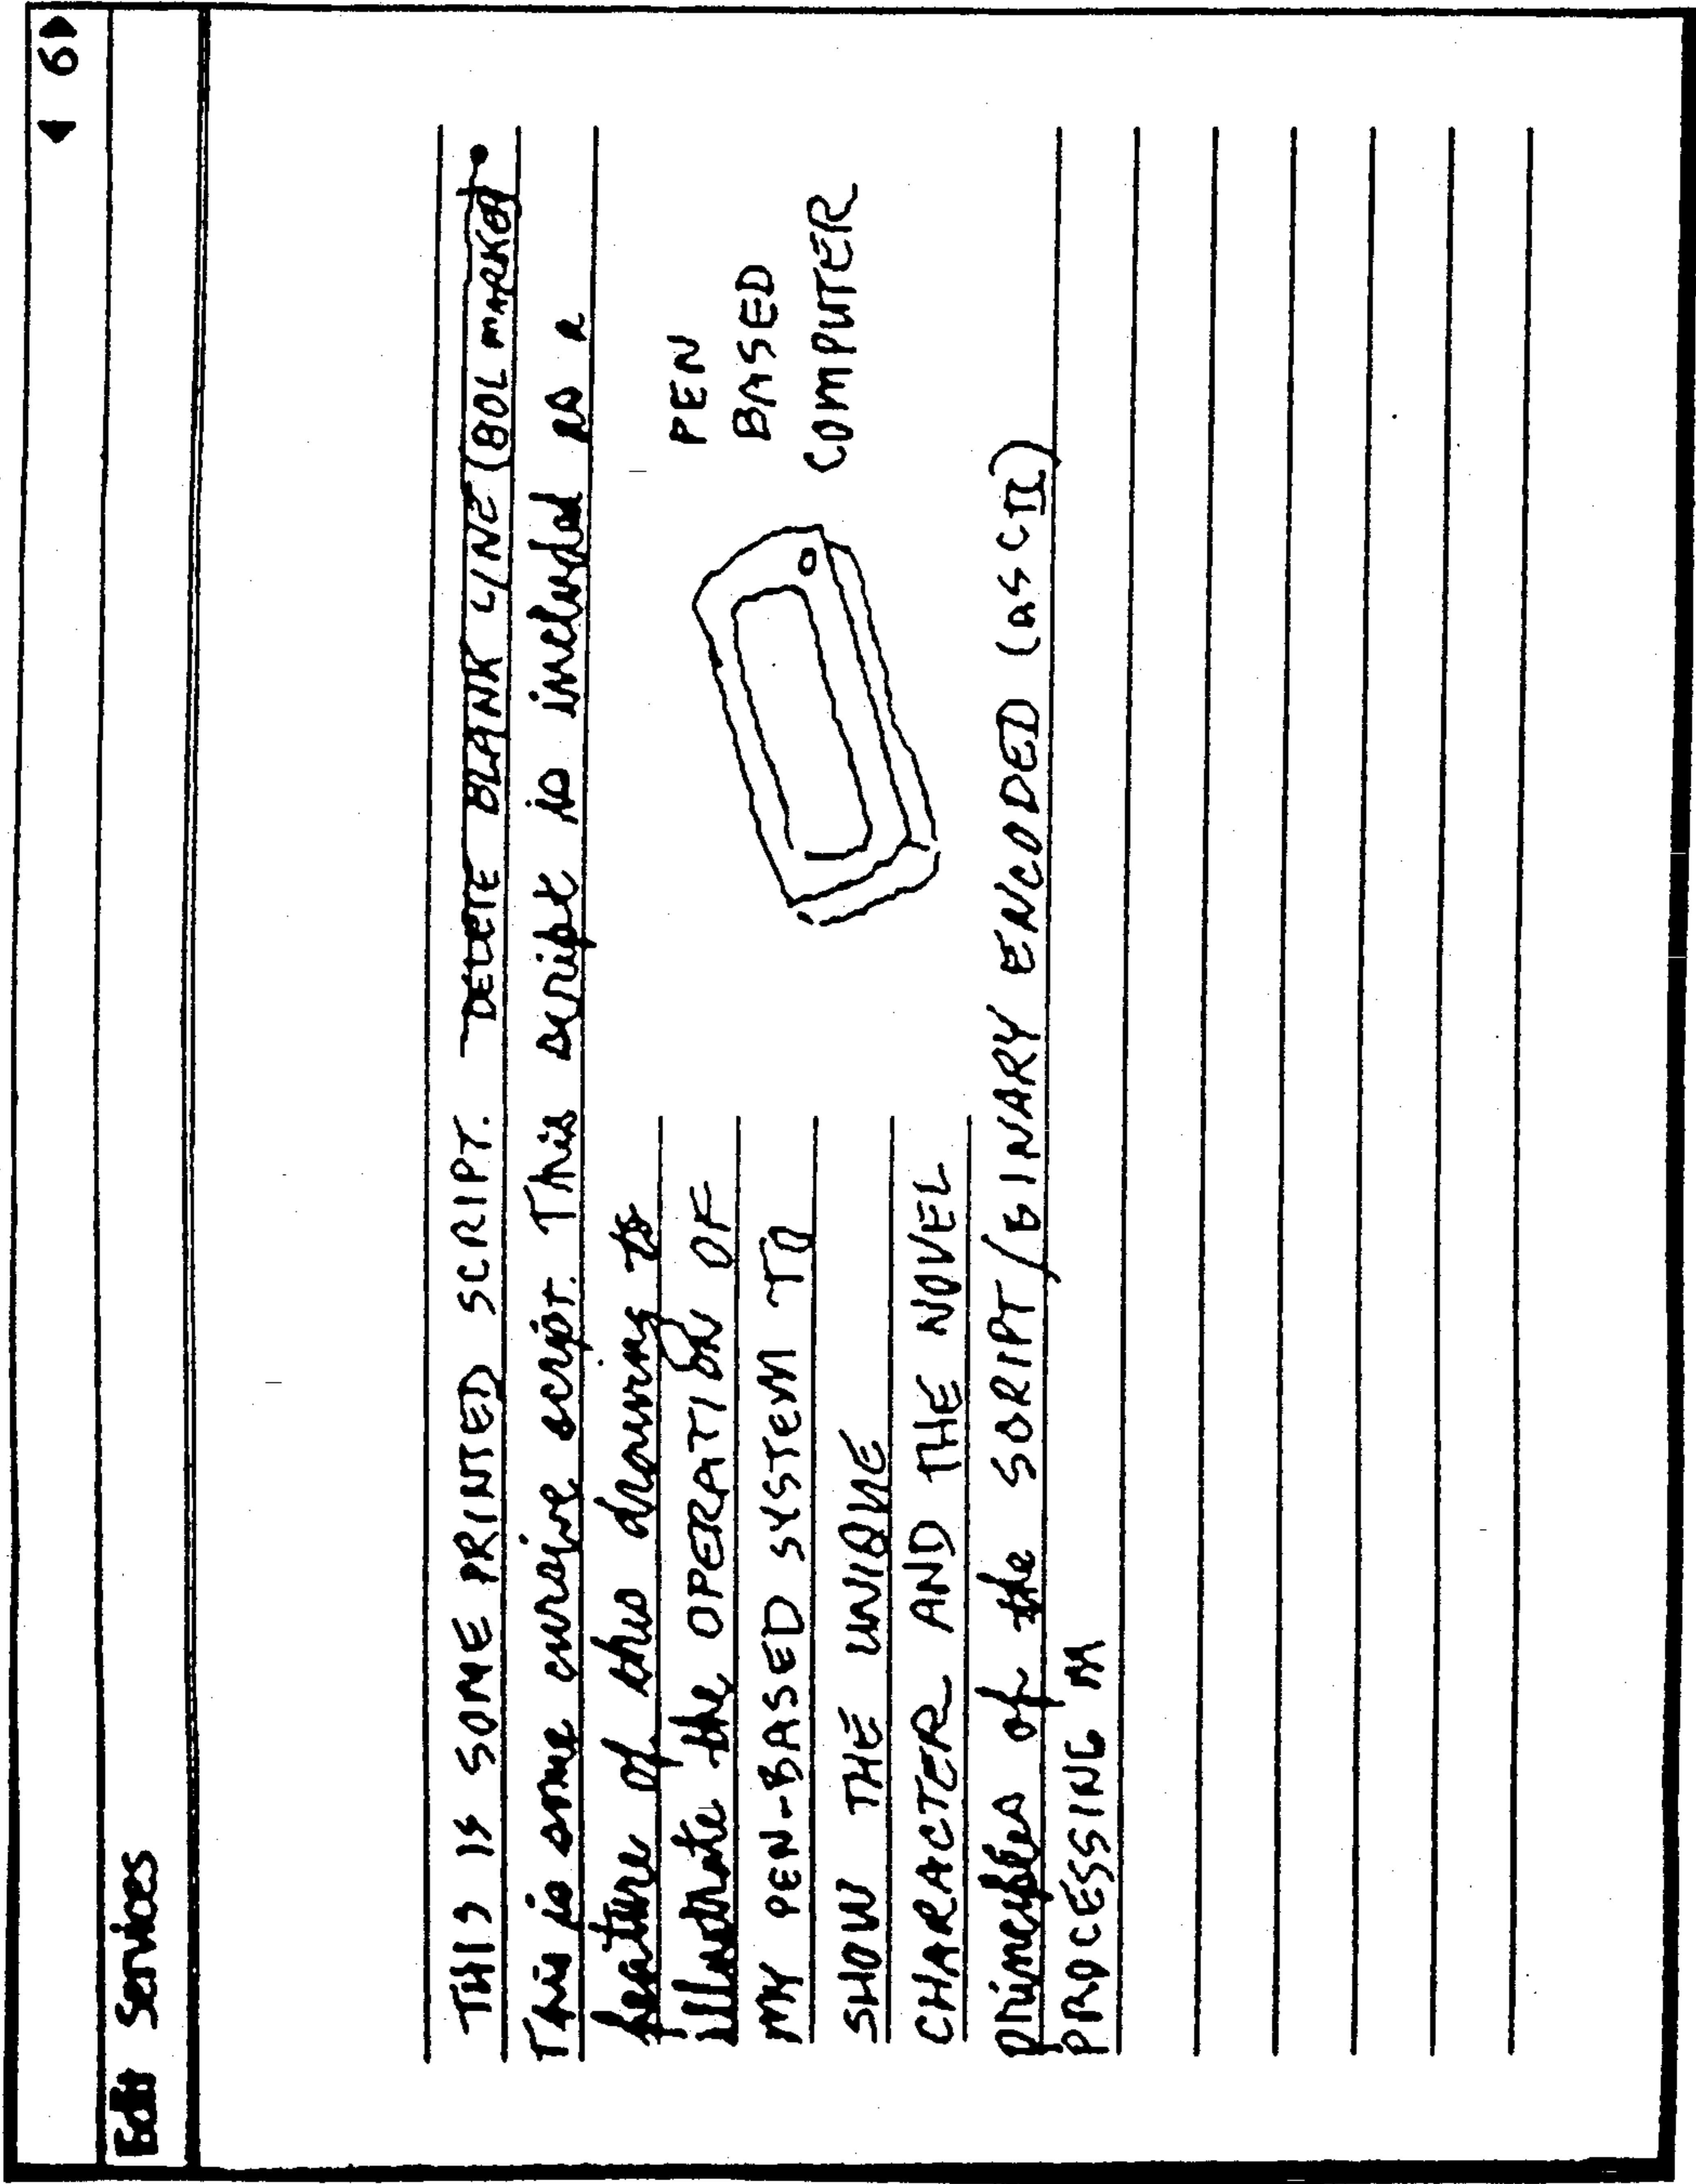 ◀ 6▶
Edit Services
THIS IS SOME PRINTED SCRIPT. DELETE BLANK LINE (BOL MARKER)
This is some cursive script. This script is included as a
feature of this drawing to
illustrate the OPERATION OF
MY PEN-BASED SYSTEM TO
SHOW THE UNIQUE
CHARACTER AND THE NOVEL
principles of the SCRIPT/BINARY ENCODED (ASCII)
PROCESSING M
PEN
BASED
COMPUTER